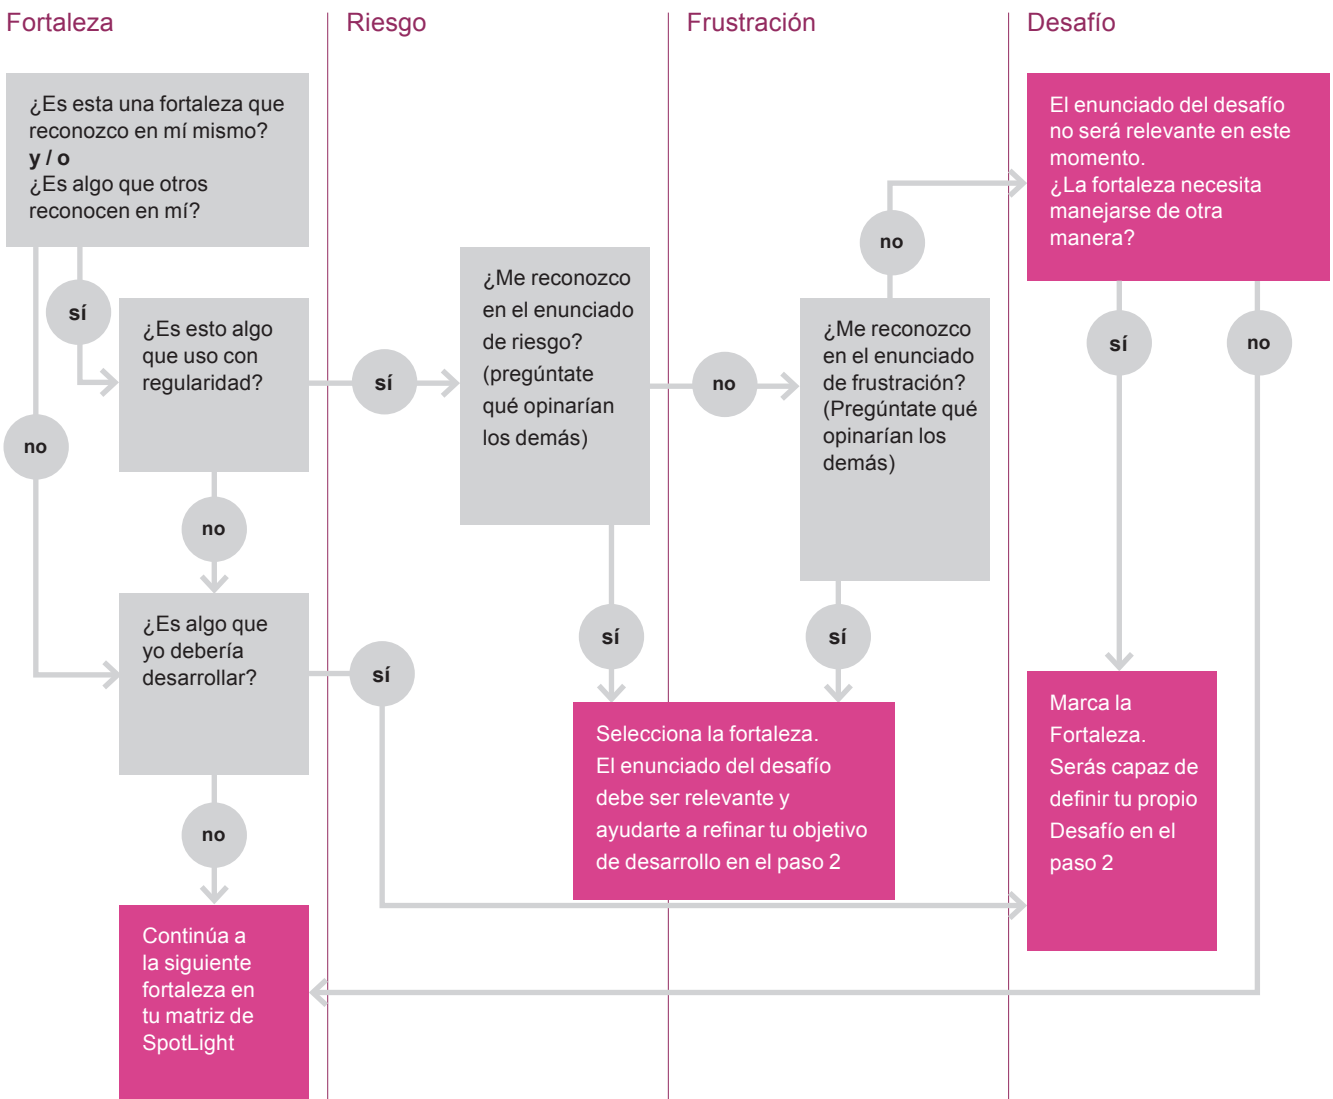 Fortaleza
Riesgo
Frustración
Desafío
¿Es esta una fortaleza que
reconozco en mí mismo?
y / o
¿Es algo que otros
reconocen en mí?
sí
no
¿Es esto algo
que uso con
regularidad?
sí
no
¿Es algo que
yo debería
desarrollar?
sí
no
Continúa a
la siguiente
fortaleza en
tu matriz de
SpotLight
¿Me reconozco
en el enunciado
de riesgo?
(pregúntate
qué opinarían
los demás)
no
sí
¿Me reconozco
en el enunciado
de frustración?
(Pregúntate qué
opinarían los
demás)
no
sí
Selecciona la fortaleza.
El enunciado del desafío
debe ser relevante y
ayudarte a refinar tu objetivo
de desarrollo en el paso 2
El enunciado del desafío
no será relevante en este
momento.
¿La fortaleza necesita
manejarse de otra
manera?
sí
no
Marca la
Fortaleza.
Serás capaz de
definir tu propio
Desafío en el
paso 2